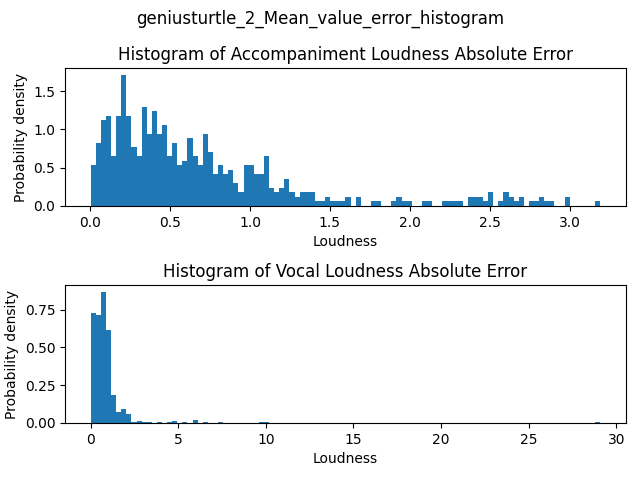 geniusturtle_2_Mean_value_error_histogram
Histogram of Accompaniment Loudness Absolute Error
Probability density
1.5
1.0
0.5
0.0
0.0 0.5 1.0 1.5 2.0 2.5 3.0
Loudness
Histogram of Vocal Loudness Absolute Error
Probability density
0.75
0.50
0.25
0.00
0 5 10 15 20 25 30
Loudness